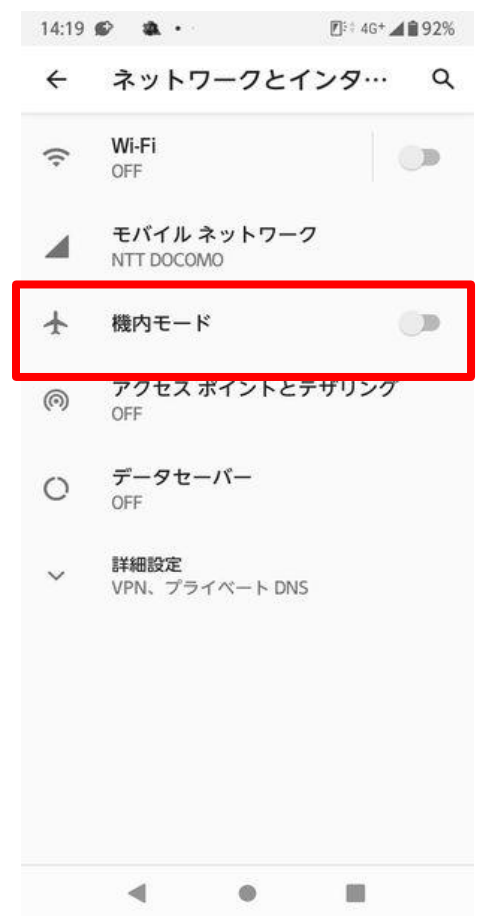 14:19 4G+ 92%
ネットワークとインタ…
Wi-Fi
OFF
モバイル ネットワーク
NTT DOCOMO
機内モード
アクセス ポイントとテザリング
OFF
データセーバー
OFF
詳細設定
VPN、プライベート DNS